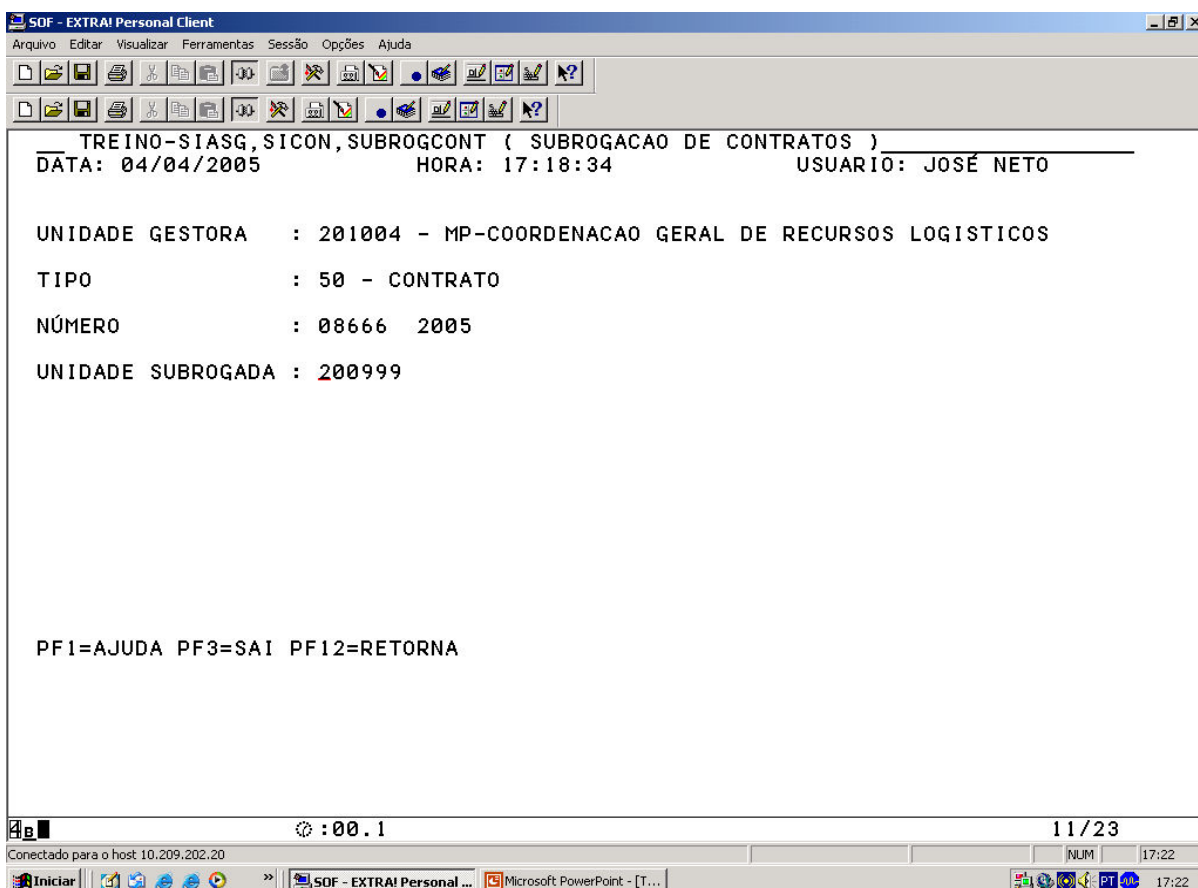 SOF - EXTRA! Personal Client
Arquivo Editar Visualizar Ferramentas Sessão Opções Ajuda
TREINO-SIASG,SICON,SUBROGCONT ( SUBROGACAO DE CONTRATOS )
DATA: 04/04/2005 HORA: 17:18:34 USUARIO: JOSÉ NETO
UNIDADE GESTORA : 201004 - MP-COORDENACAO GERAL DE RECURSOS LOGISTICOS
TIPO : 50 - CONTRATO
NÚMERO : 08666 2005
UNIDADE SUBROGADA : 200999
PF1=AJUDA PF3=SAI PF12=RETORNA
4B :00.1 11/23
Conectado para o host 10.209.202.20 NUM 17:22
Iniciar » SOF - EXTRA! Personal ... Microsoft PowerPoint - [T... PT 17:22